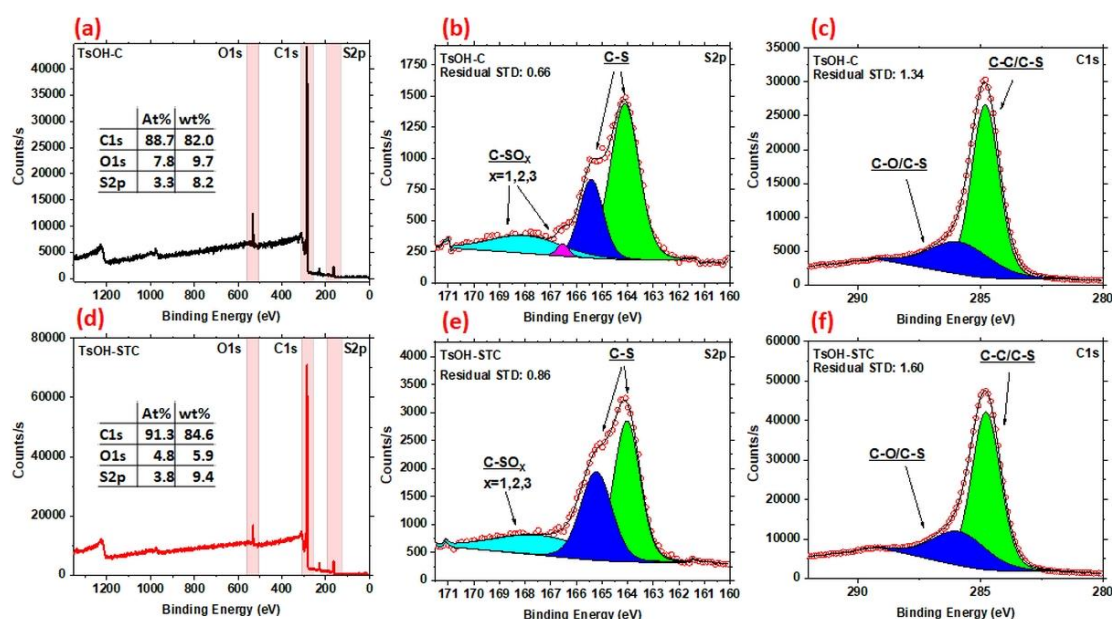 (a)
TsOH-C
O1s C1s S2p
At% wt%
C1s 88.7 82.0
O1s 7.8 9.7
S2p 3.3 8.2
Counts/s
40000
35000
30000
25000
20000
15000
10000
5000
0
1200 1000 800 600 400 200 0
Binding Energy (eV)
(b)
TsOH-C
Residual STD: 0.66
S2p
C-S
C-SOX
x=1,2,3
Counts/s
1750
1500
1250
1000
750
500
250
0
171 170 169 168 167 166 165 164 163 162 161 160
Binding Energy (eV)
(c)
TsOH-C
Residual STD: 1.34
C1s
C-C/C-S
C-O/C-S
Counts/s
35000
30000
25000
20000
15000
10000
5000
0
290 285 280
Binding Energy (eV)
(d)
TsOH-STC
O1s C1s S2p
At% wt%
C1s 91.3 84.6
O1s 4.8 5.9
S2p 3.8 9.4
Counts/s
80000
60000
40000
20000
0
1200 1000 800 600 400 200 0
Binding Energy (eV)
(e)
TsOH-STC
Residual STD: 0.86
S2p
C-S
C-SOX
x=1,2,3
Counts/s
4000
3500
3000
2500
2000
1500
1000
500
0
171 170 169 168 167 166 165 164 163 162 161 160
Binding Energy (eV)
(f)
TsOH-STC
Residual STD: 1.60
C1s
C-C/C-S
C-O/C-S
Counts/s
60000
50000
40000
30000
20000
10000
0
290 285 280
Binding Energy (eV)